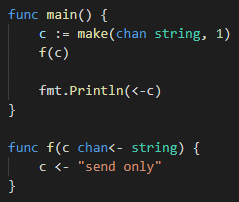 func main() {
    c := make(chan string, 1)
    f(c)

    fmt.Println(<-c)
}

func f(c chan<- string) {
    c <- "send only"
}